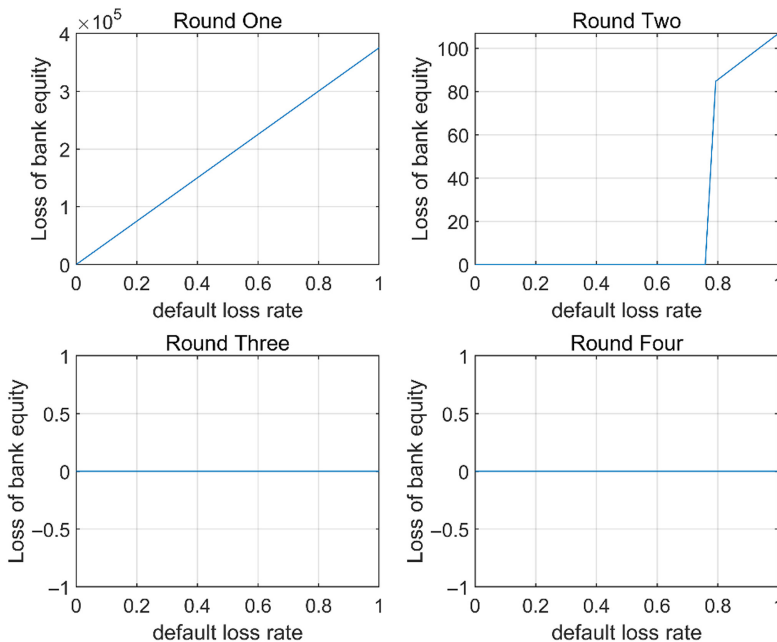 Round One
×10⁵
4
3
2
1
0
Loss of bank equity
0 0.2 0.4 0.6 0.8 1
default loss rate
Round Two
100
80
60
40
20
0
Loss of bank equity
0 0.2 0.4 0.6 0.8 1
default loss rate
Round Three
1
0.5
0
−0.5
−1
Loss of bank equity
0 0.2 0.4 0.6 0.8 1
default loss rate
Round Four
1
0.5
0
−0.5
−1
Loss of bank equity
0 0.2 0.4 0.6 0.8 1
default loss rate